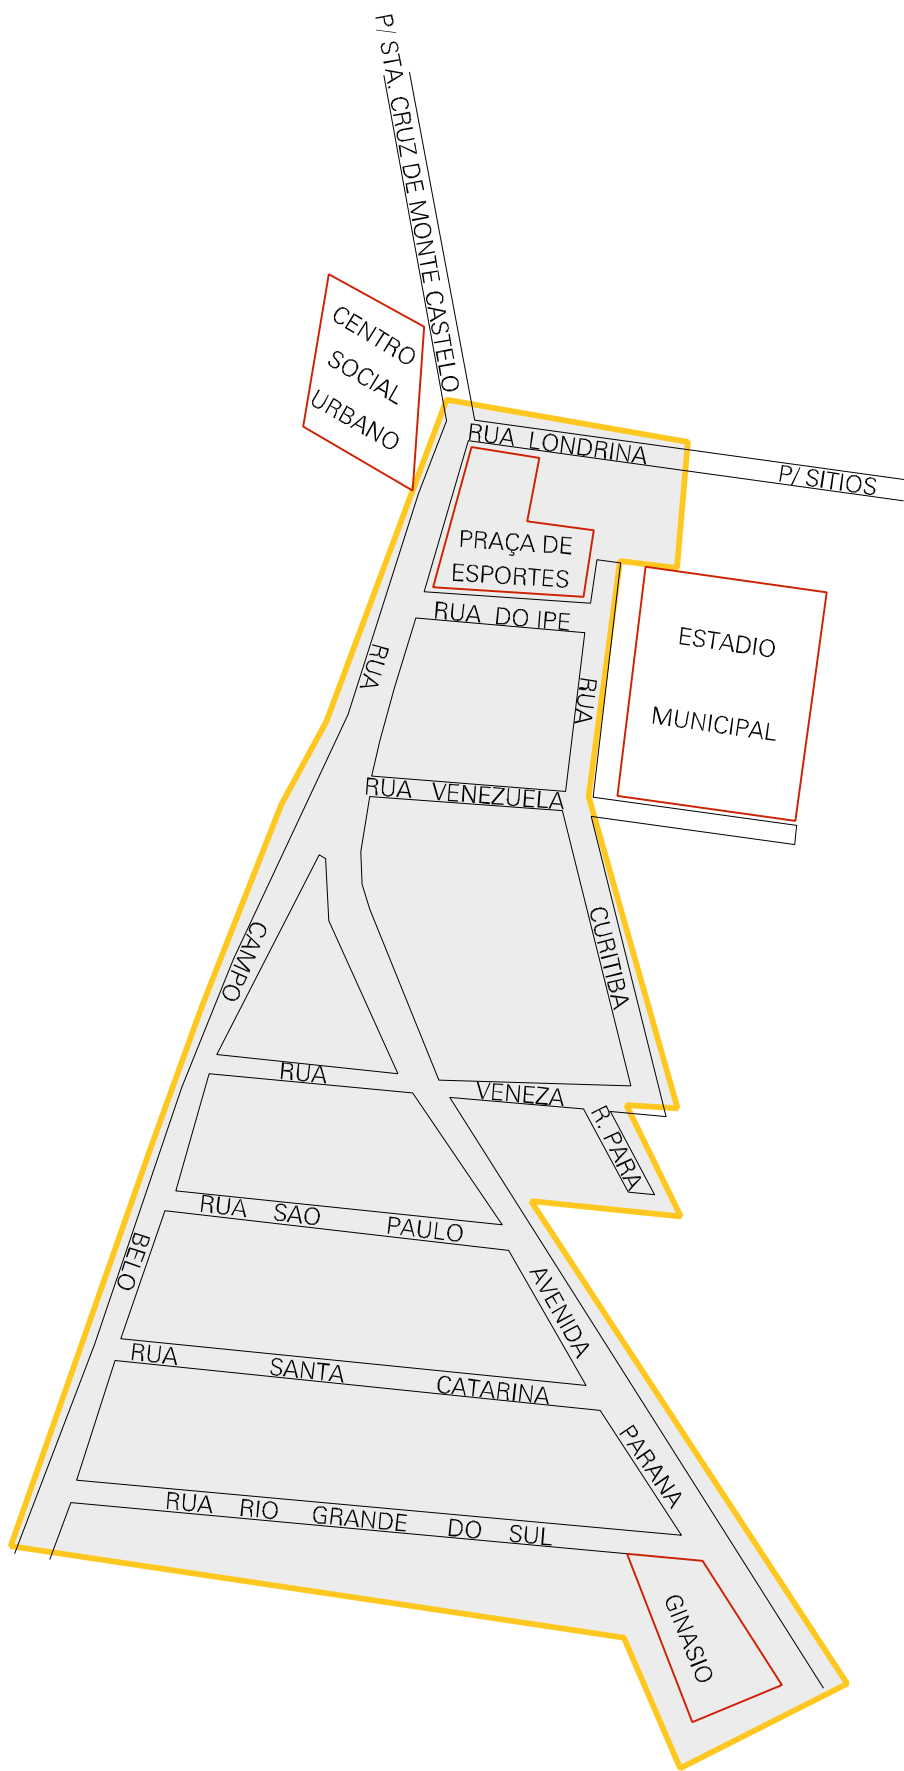 P/ STA. CRUZ DE MONTE CASTELO
CENTRO
SOCIAL
URBANO
RUA LONDRINA
P/ SITIOS
PRAÇA DE
ESPORTES
RUA DO IPE
ESTADIO
MUNICIPAL
RUA
RUA
RUA VENEZUELA
CURITIBA
CAMPO
RUA VENEZA
R. PARA
RUA SAO PAULO
BELO
AVENIDA
RUA SANTA CATARINA
PARANA
RUA RIO GRANDE DO SUL
GINASIO